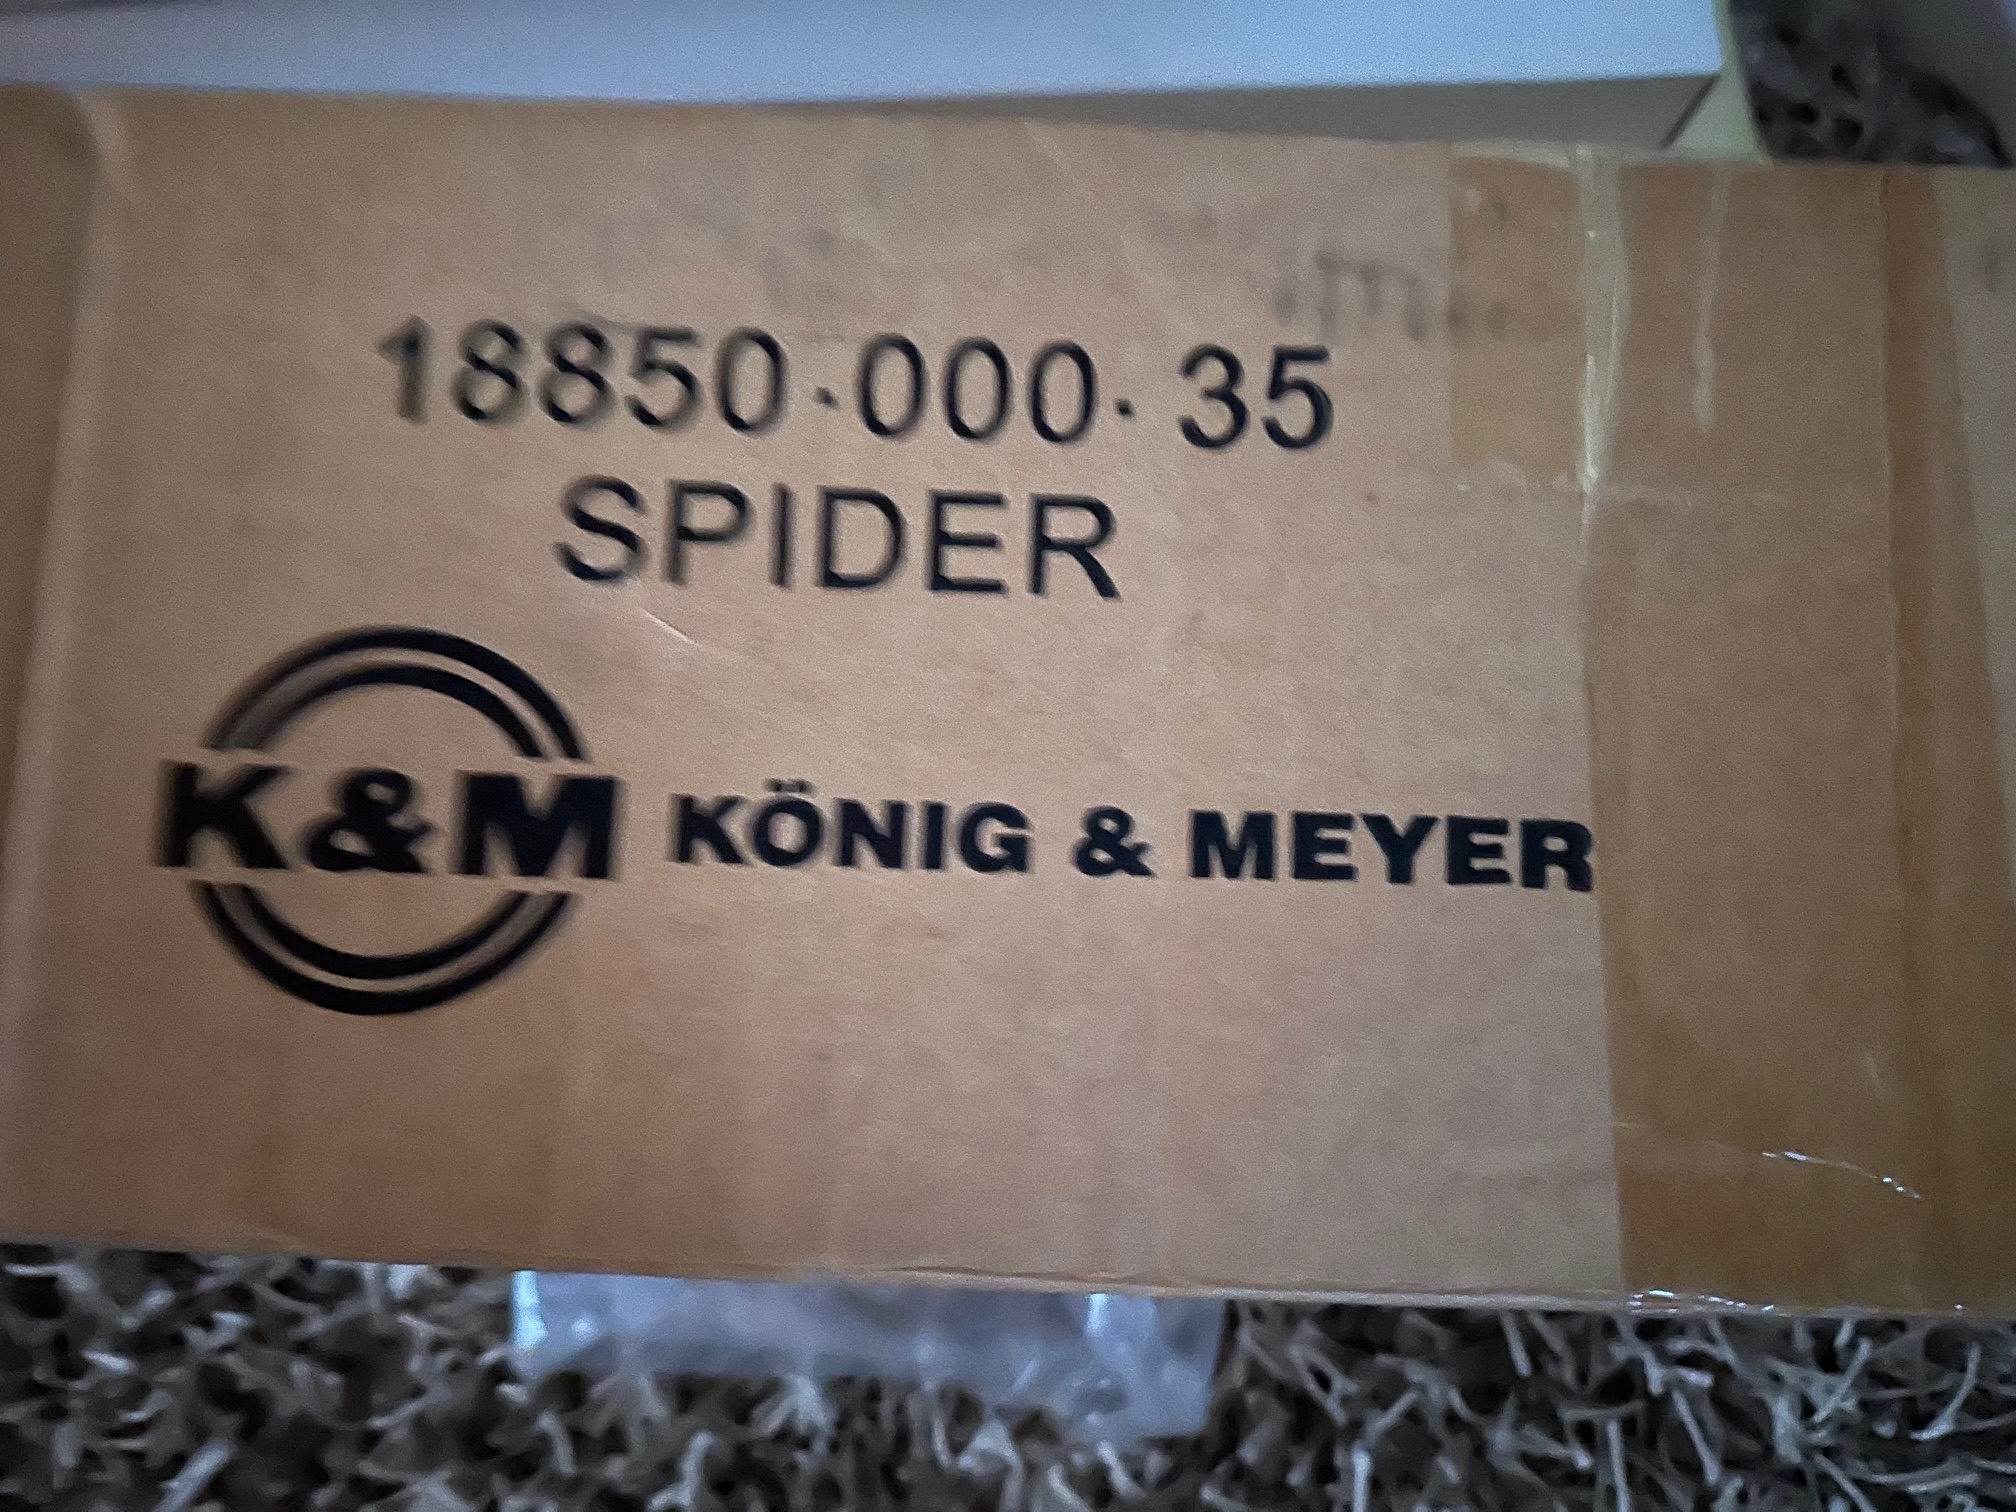 18850·000·35
SPIDER
K&M KÖNIG & MEYER